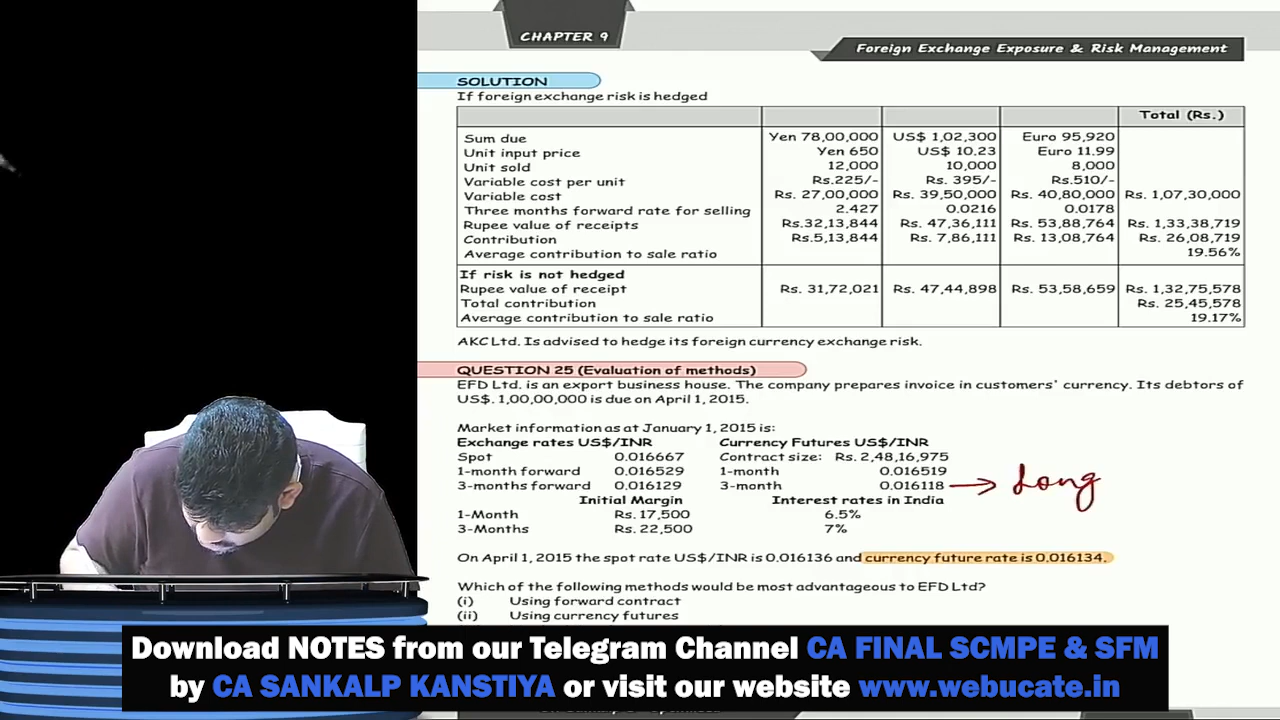 CHAPTER 9
Foreign Exchange Exposure & Risk Management
SOLUTION
If foreign exchange risk is hedged
Total (Rs.)
Sum due Yen 78,00,000 US$ 1,02,300 Euro 95,920
Unit input price Yen 650 US$ 10.23 Euro 11.99
Unit sold 12,000 10,000 8,000
Variable cost per unit Rs.225/- Rs. 395/- Rs.510/-
Variable cost Rs. 27,00,000 Rs. 39,50,000 Rs. 40,80,000 Rs. 1,07,30,000
Three months forward rate for selling 2.427 0.0216 0.0178
Rupee value of receipts Rs.32,13,844 Rs. 47,36,111 Rs. 53,88,764 Rs. 1,33,38,719
Contribution Rs.5,13,844 Rs. 7,86,111 Rs. 13,08,764 Rs. 26,08,719
Average contribution to sale ratio 19.56%
If risk is not hedged
Rupee value of receipt Rs. 31,72,021 Rs. 47,44,898 Rs. 53,58,659 Rs. 1,32,75,578
Total contribution Rs. 25,45,578
Average contribution to sale ratio 19.17%
AKC Ltd. Is advised to hedge its foreign currency exchange risk.
QUESTION 25 (Evaluation of methods)
EFD Ltd. is an export business house. The company prepares invoice in customers' currency. Its debtors of
US$. 1,00,00,000 is due on April 1, 2015.
Market information as at January 1, 2015 is:
Exchange rates US$/INR Currency Futures US$/INR
Spot 0.016667 Contract size: Rs. 2,48,16,975
1-month forward 0.016529 1-month 0.016519
3-months forward 0.016129 3-month 0.016118 → Long
Initial Margin Interest rates in India
1-Month Rs. 17,500 6.5%
3-Months Rs. 22,500 7%
On April 1, 2015 the spot rate US$/INR is 0.016136 and currency future rate is 0.016134.
Which of the following methods would be most advantageous to EFD Ltd?
(i) Using forward contract
(ii) Using currency futures
Download NOTES from our Telegram Channel CA FINAL SCMPE & SFM
by CA SANKALP KANSTIYA or visit our website www.webucate.in